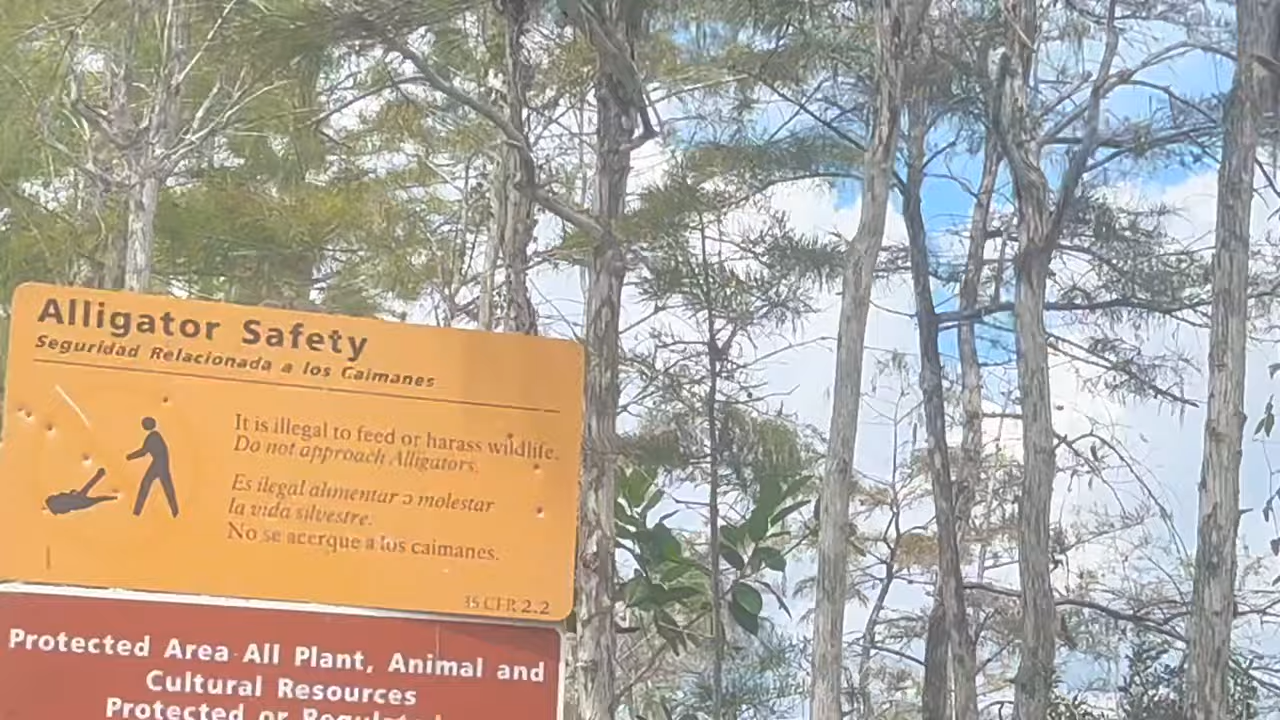 Alligator Safety
Seguridad Relacionada a los Caimanes
It is illegal to feed or harass wildlife.
Do not approach Alligators.
Es ilegal alimentar o molestar
la vida silvestre.
No se acerque a los caimanes.
CFR 2.2
Protected Area All Plant, Animal and
Cultural Resources
Protected or